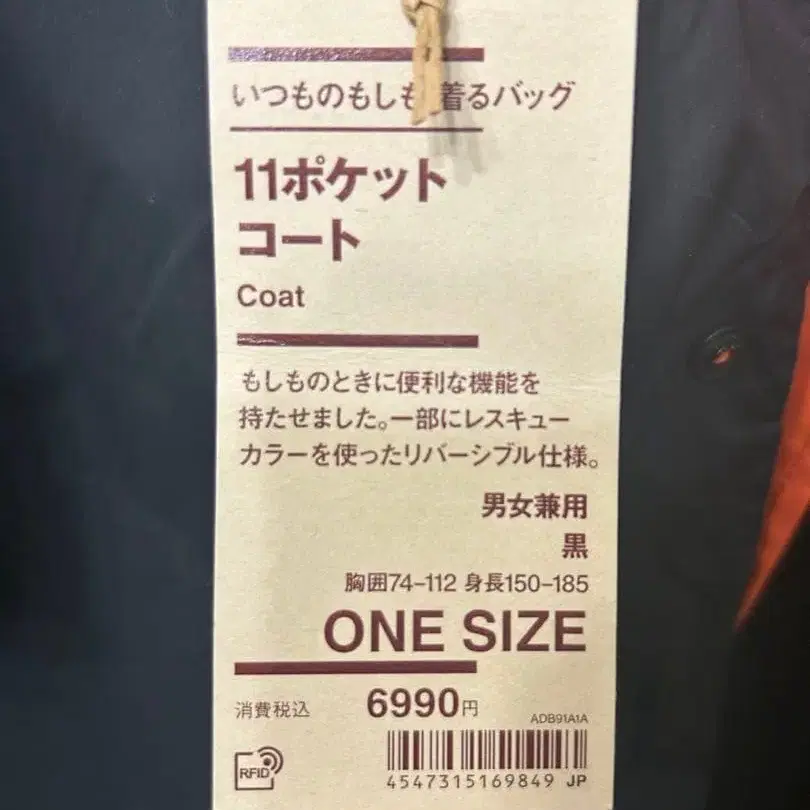 いつものもしも 着るバッグ
11ポケット
コート
Coat
もしものときに便利な機能を
持たせました。一部にレスキュー
カラーを使ったリバーシブル仕様。
男女兼用
黒
胸囲74-112 身長150-185
ONE SIZE
消費税込 6990円
ADB91A1A
RFID
4547315169849 JP